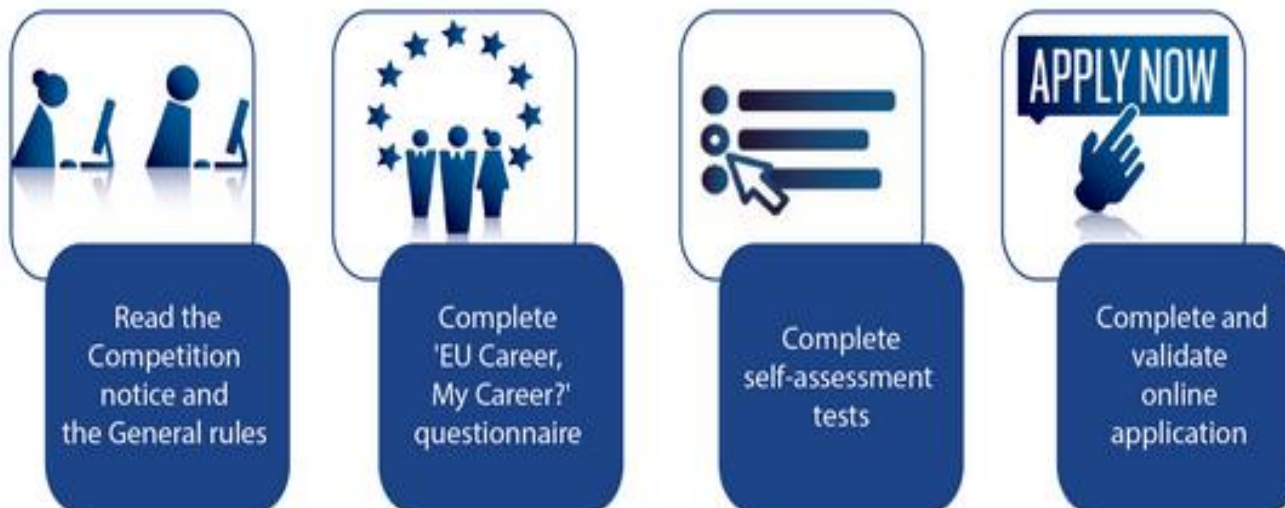 APPLY NOW
Read the
Competition
notice and
the General rules
Complete
'EU Career,
My Career?'
questionnaire
Complete
self-assessment
tests
Complete and
validate
online
application